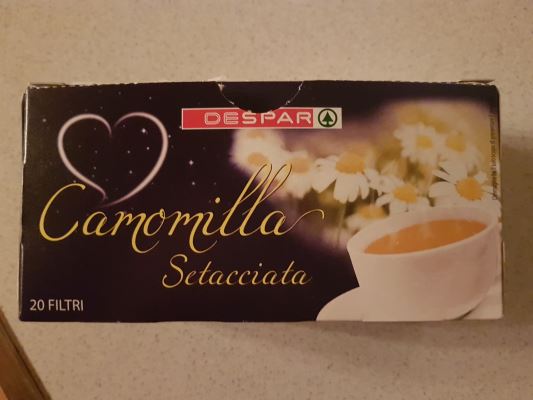 DESPAR
Camomilla
Setacciata
20 FILTRI